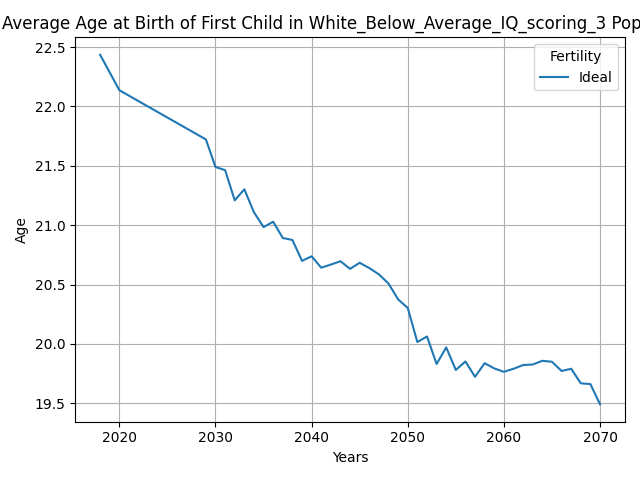 Average Age at Birth of First Child in White_Below_Average_IQ_scoring_3 Pop
Fertility
Ideal
22.5
22.0
21.5
21.0
20.5
20.0
19.5
Age
2020 2030 2040 2050 2060 2070
Years